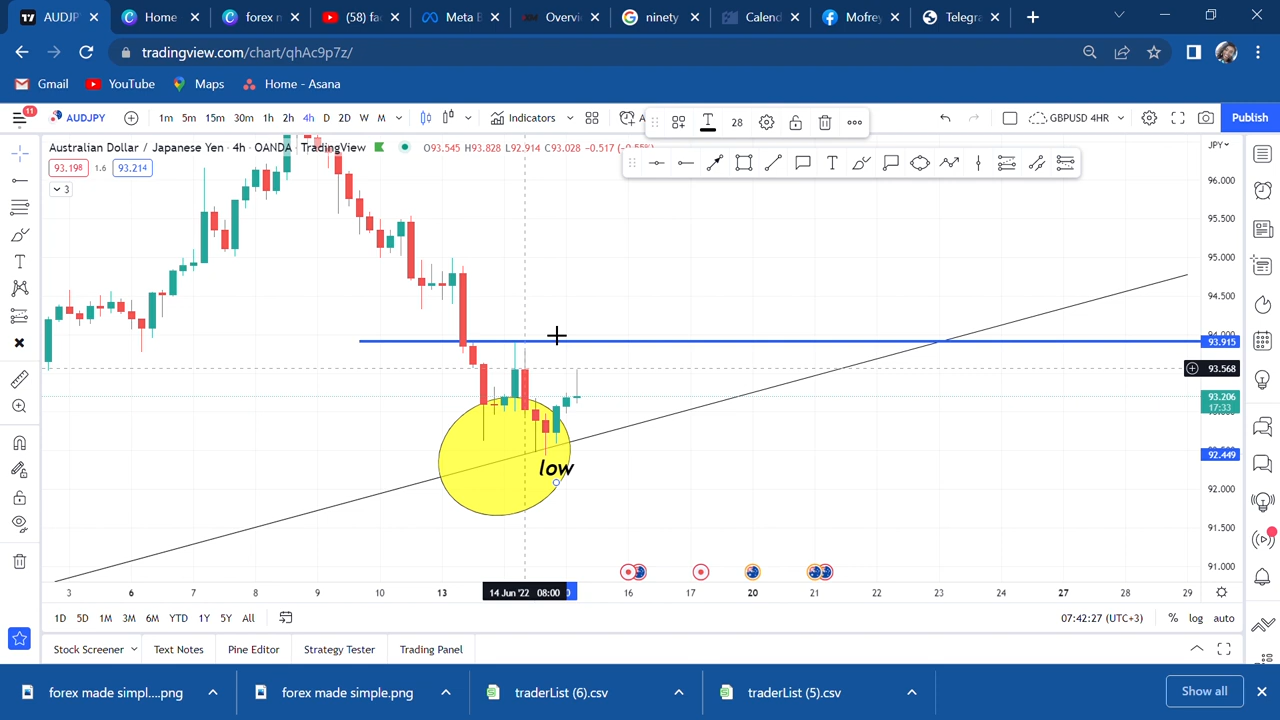 AUDJP
Home
forex n
(58) fa
Meta B
Overvi
ninety
Calend
Mofrey
Telegra
tradingview.com/chart/qhAc9p7z/
Gmail
YouTube
Maps
Home - Asana
11
AUDJPY
1m 5m 15m 30m 1h 2h 4h D 2D W M
Indicators
28
GBPUSD 4HR
Publish
Australian Dollar / Japanese Yen · 4h · OANDA · TradingView
O93.545 H93.828 L92.914 C93.028 -0.517 (-0.55%)
JPY
93.198 1.6 93.214
3
96.000
95.500
95.000
94.500
94.000
93.915
93.568
93.206
17:33
92.449
92.000
91.500
91.000
low
3 6 7 8 9 10 13 14 Jun '22 08:00 16 17 20 21 22 23 24 27 28 29
1D 5D 1M 3M 6M YTD 1Y 5Y All
07:42:27 (UTC+3)
% log auto
Stock Screener
Text Notes
Pine Editor
Strategy Tester
Trading Panel
forex made simpl....png
forex made simple.png
traderList (6).csv
traderList (5).csv
Show all